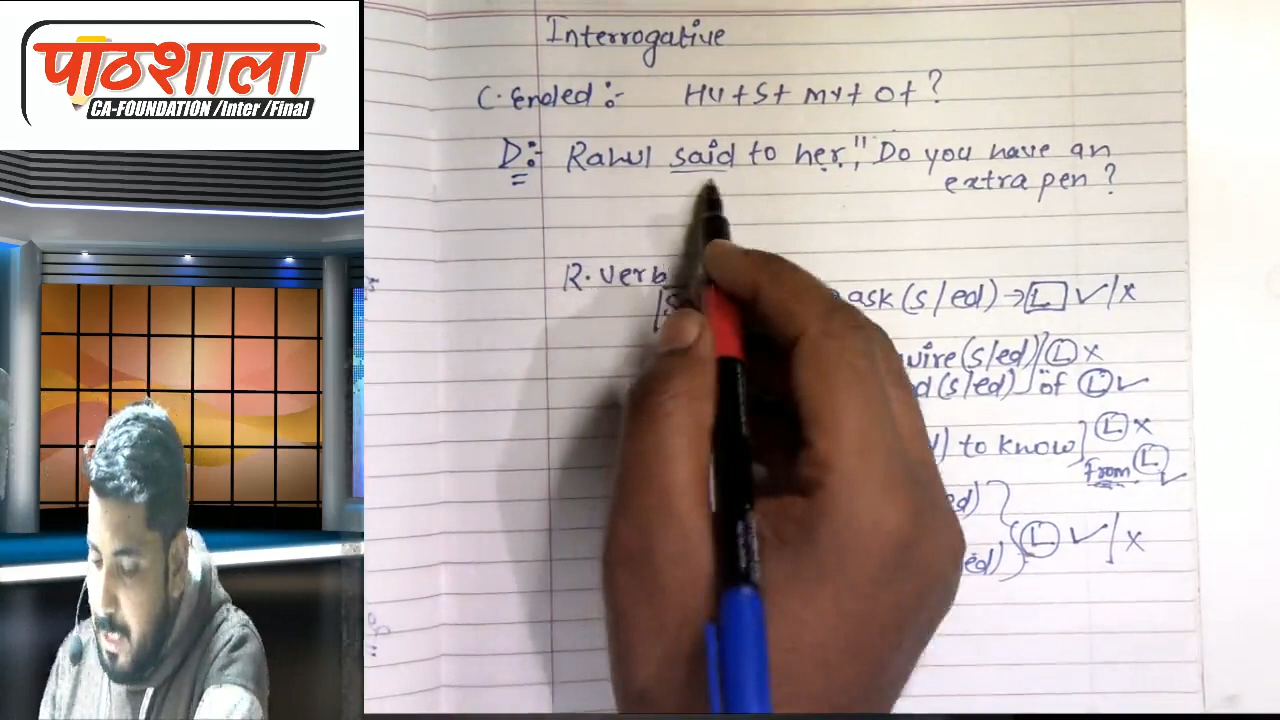 पाठशाला
CA-FOUNDATION /Inter /Final
Interrogative
C. Ended :- HV + S + MV + Ot ?
D:- Rahul said to her, " Do you have an
extra pen ?
R. verb
ask (s/ed) → L ✓/×
wire (s/ed) L ×
d (s/ed) of L ✓
) to know L ×
From L ✓
ed)
ed) L ✓/×